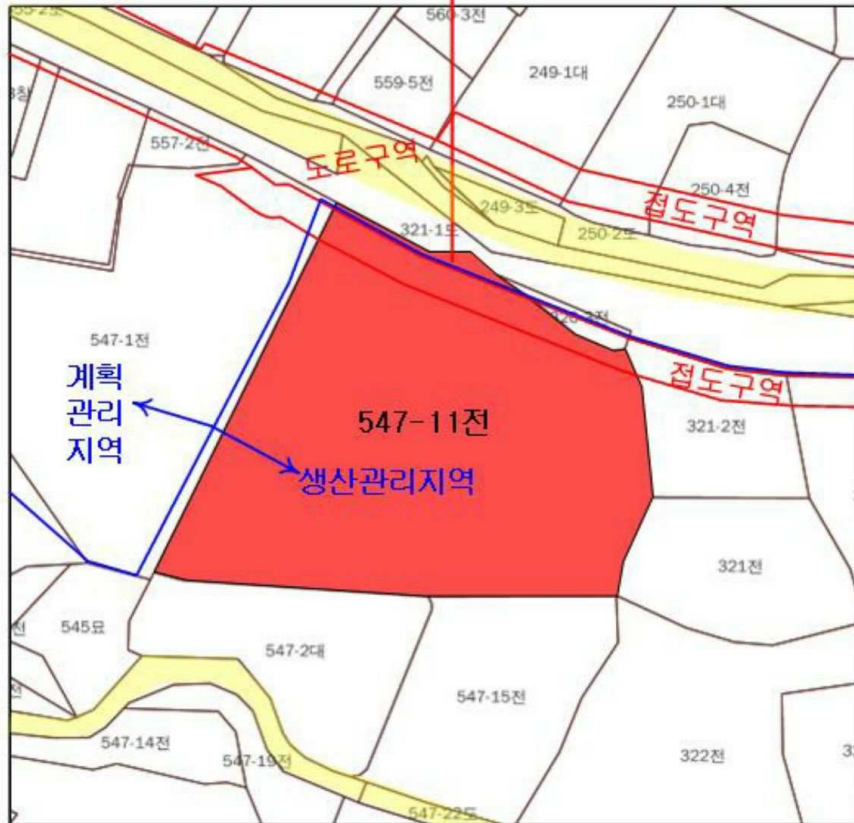 560-3전
559-5전
249-1대
250-1대
557-2전
도로구역
250-4전
접도구역
249-3도
321-1도
250-2도
547-1전
계획
관리
지역
접도구역
547-11전
321-2전
생산관리지역
321전
545묘
547-2대
547-15전
547-14전
547-19전
322전
547-22도